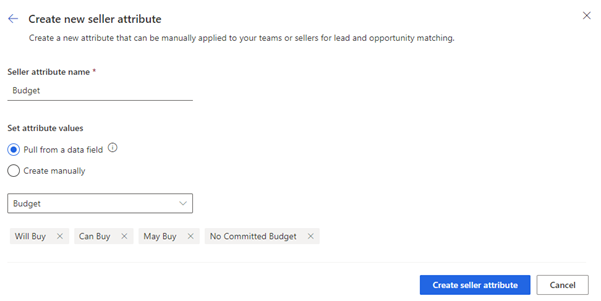 Create new seller attribute
Create a new attribute that can be manually applied to your teams or sellers for lead and opportunity matching.
Seller attribute name *
Budget
Set attribute values
Pull from a data field
Create manually
Budget
Will Buy Can Buy May Buy No Committed Budget
Create seller attribute Cancel